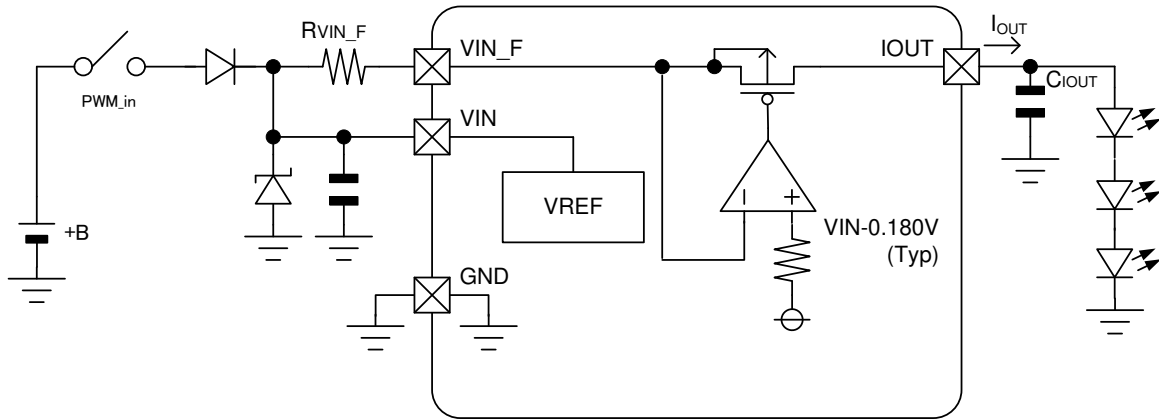 RVIN_F
VIN_F
IOUT
IOUT
PWM_in
CIOUT
VIN
VREF
+B
− +
VIN-0.180V
(Typ)
GND